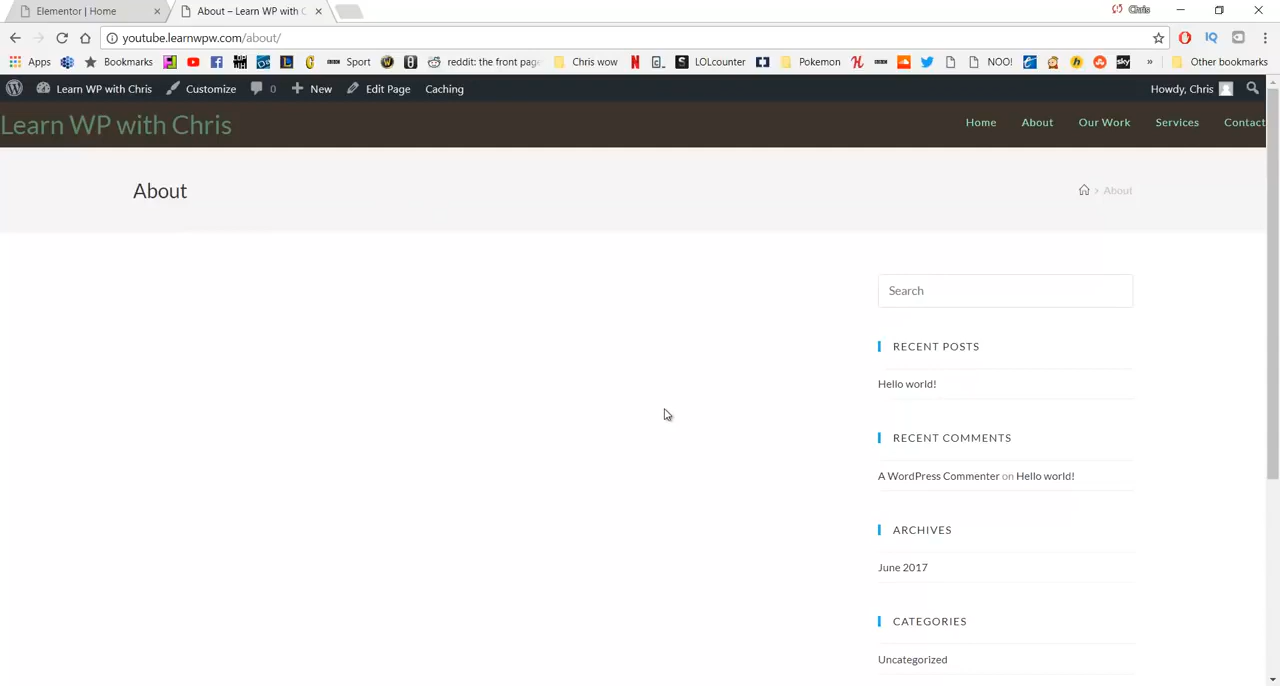 Elementor | Home
About – Learn WP with C
Chris
youtube.learnwpw.com/about/
Apps
Bookmarks
Sport
reddit: the front page
Chris wow
LOLcounter
Pokemon
NOO!
Other bookmarks
Learn WP with Chris
Customize
0
New
Edit Page
Caching
Howdy, Chris
Learn WP with Chris
Home
About
Our Work
Services
Contact
About
> About
Search
RECENT POSTS
Hello world!
RECENT COMMENTS
A WordPress Commenter on Hello world!
ARCHIVES
June 2017
CATEGORIES
Uncategorized